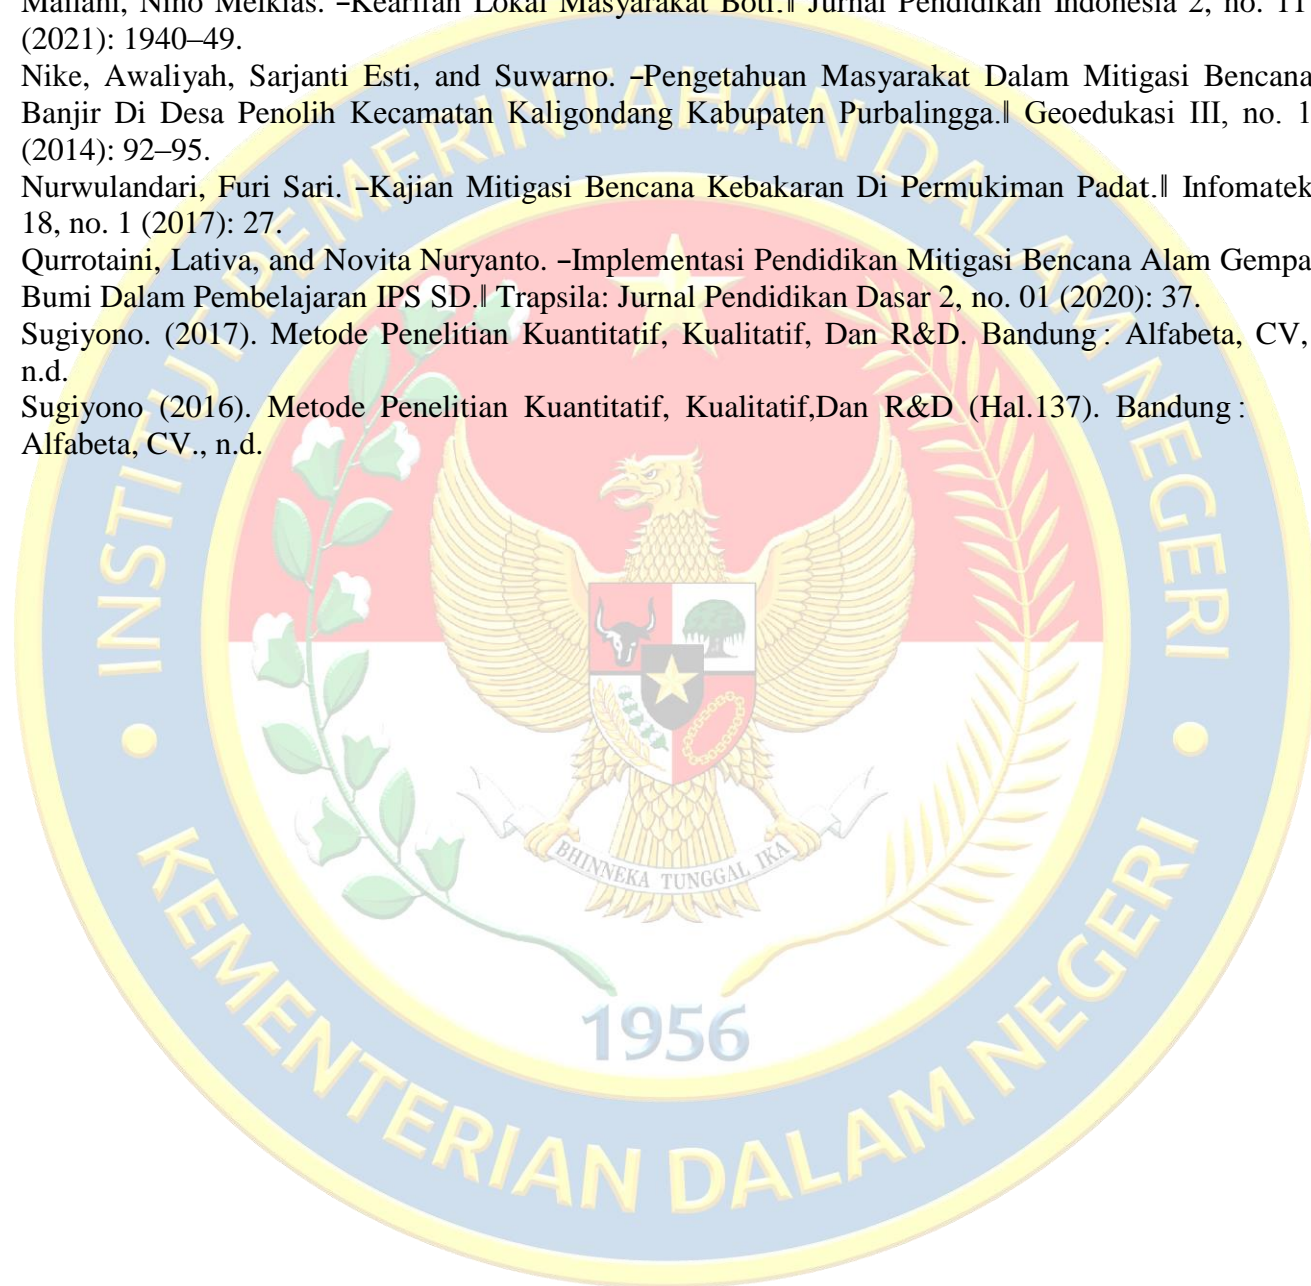 Maliani, Nino Melkias. ―Kearifan Lokal Masyarakat Boti.‖ Jurnal Pendidikan Indonesia 2, no. 11
(2021): 1940–49.
Nike, Awaliyah, Sarjanti Esti, and Suwarno. ―Pengetahuan Masyarakat Dalam Mitigasi Bencana
Banjir Di Desa Penolih Kecamatan Kaligondang Kabupaten Purbalingga.‖ Geoedukasi III, no. 1
(2014): 92–95.
Nurwulandari, Furi Sari. ―Kajian Mitigasi Bencana Kebakaran Di Permukiman Padat.‖ Infomatek
18, no. 1 (2017): 27.
Qurrotaini, Lativa, and Novita Nuryanto. ―Implementasi Pendidikan Mitigasi Bencana Alam Gempa
Bumi Dalam Pembelajaran IPS SD.‖ Trapsila: Jurnal Pendidikan Dasar 2, no. 01 (2020): 37.
Sugiyono. (2017). Metode Penelitian Kuantitatif, Kualitatif, Dan R&D. Bandung : Alfabeta, CV,
n.d.
Sugiyono (2016). Metode Penelitian Kuantitatif, Kualitatif,Dan R&D (Hal.137). Bandung :
Alfabeta, CV., n.d.
INSTITUT PEMERINTAHAN DALAM NEGERI
BHINNEKA TUNGGAL IKA
1956
KEMENTERIAN DALAM NEGERI